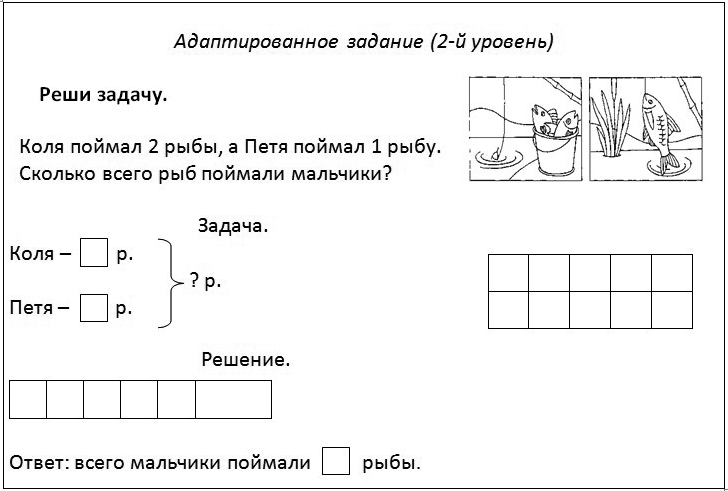 Адаптированное задание (2-й уровень)
Реши задачу.
Коля поймал 2 рыбы, а Петя поймал 1 рыбу.
Сколько всего рыб поймали мальчики?
Задача.
Коля – р.
? р.
Петя – р.
Решение.
Ответ: всего мальчики поймали рыбы.